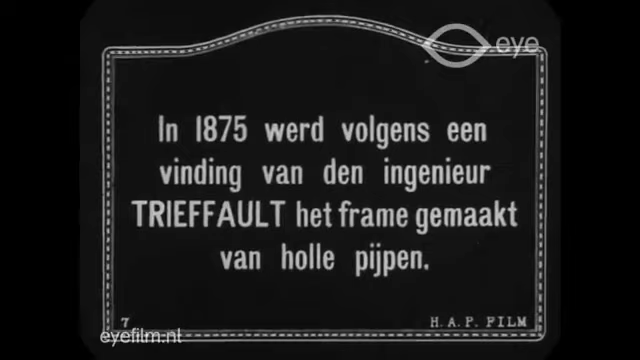 eye
In 1875 werd volgens een
vinding van den ingenieur
TRIEFFAULT het frame gemaakt
van holle pijpen.
7
H.A.F. FILM
eyefilm.nl